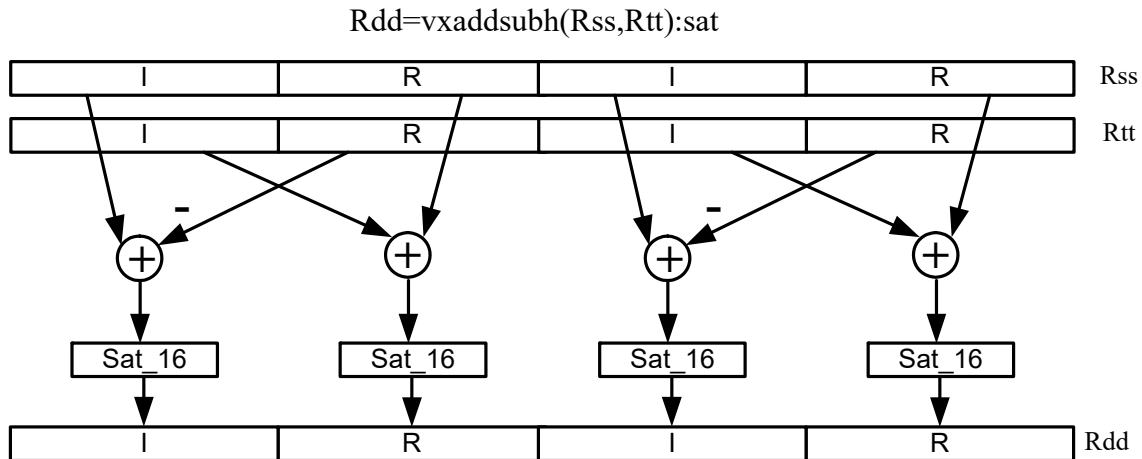 Rdd=vxaddsubh(Rss,Rtt):sat
I R I R Rss
I R I R Rtt
- -
+ + + +
Sat_16 Sat_16 Sat_16 Sat_16
I R I R Rdd